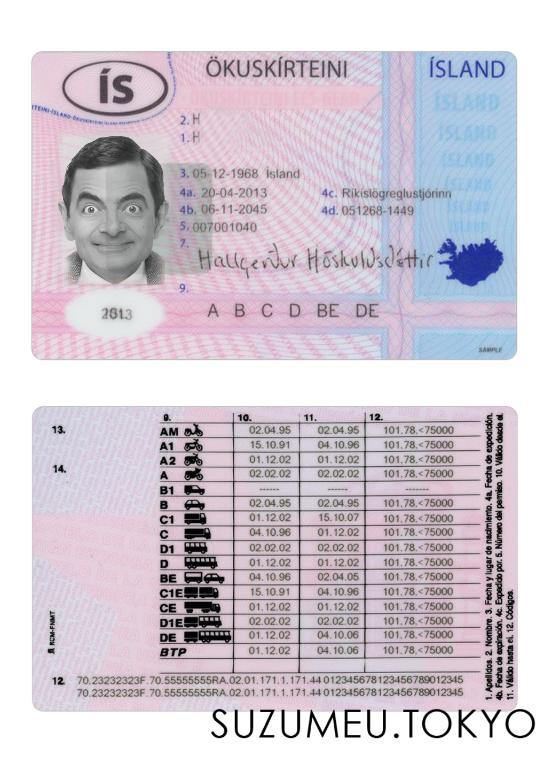 ÖKUSKÍRTEINI
ÍSLAND
ÍS
2. H
1. H
3. 05-12-1968 Ísland
4a. 20-04-2013
4c. Ríkislögreglustjórinn
4b. 06-11-2045
4d. 051268-1449
5. 007001040
7.
Hallgerður Höskuldsdóttir
9.
2013
A B C D BE DE
SAMPLE
ÍSLAND
ÍSLAND
ÍSLAND
ÍSLAND
ÍSLAND
ÍSLAND
13.
14.
9. 10. 11. 12.
AM 02.04.95 02.04.95 101.78.<75000
A1 15.10.91 04.10.96 101.78.<75000
A2 01.12.02 01.12.02 101.78.<75000
A 02.02.02 02.02.02 101.78.<75000
B1 ------ ------ -------
B 02.04.95 02.04.95 101.78.<75000
C1 01.12.02 15.10.07 101.78.<75000
C 04.10.96 01.12.02 101.78.<75000
D1 02.02.02 02.02.02 101.78.<75000
D 01.12.02 01.12.02 101.78.<75000
BE 04.10.96 02.04.05 101.78.<75000
C1E 15.10.91 04.10.96 101.78.<75000
CE 01.12.02 01.12.02 101.78.<75000
D1E 02.02.02 02.02.02 101.78.<75000
DE 01.12.02 04.10.06 101.78.<75000
BTP 01.12.02 04.10.06 101.78.<75000
RCM-FNMT
12. 70.23232323F.70.55555555RA.02.01.171.1.171.44 012345678123456789012345
70.23232323F.70.55555555RA.02.01.171.1.171.44 012345678123456789012345
1. Apellidos. 2. Nombre. 3. Fecha y lugar de nacimiento. 4a. Fecha de expedición.
4b. Fecha de expiración. 4c. Expedido por. 5. Número del permiso. 10. Válido desde el.
11. Válido hasta el. 12. Códigos.
SUZUMEU.TOKYO